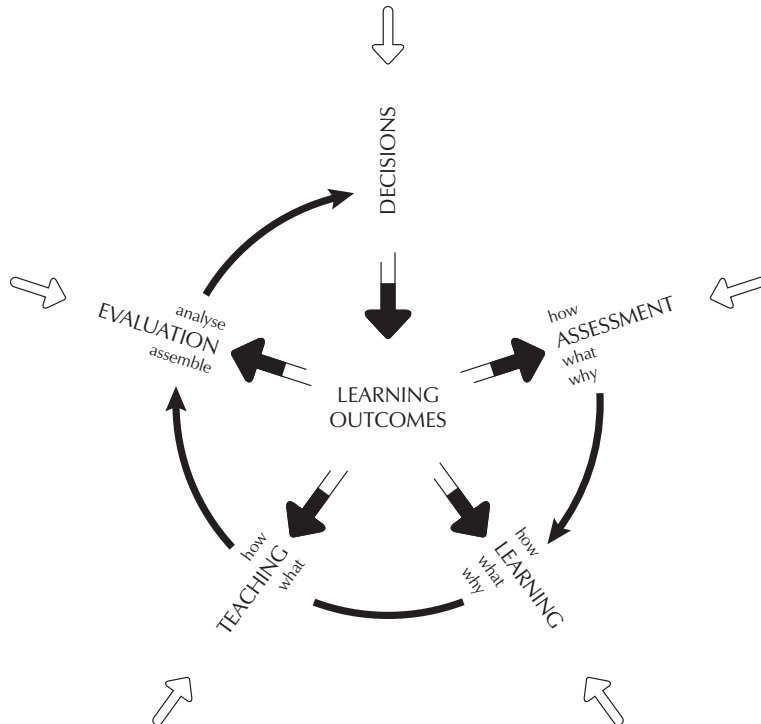 DECISIONS
analyse
EVALUATION
assemble
how
ASSESSMENT
what
why
LEARNING
OUTCOMES
how
TEACHING
what
how
LEARNING
what
why